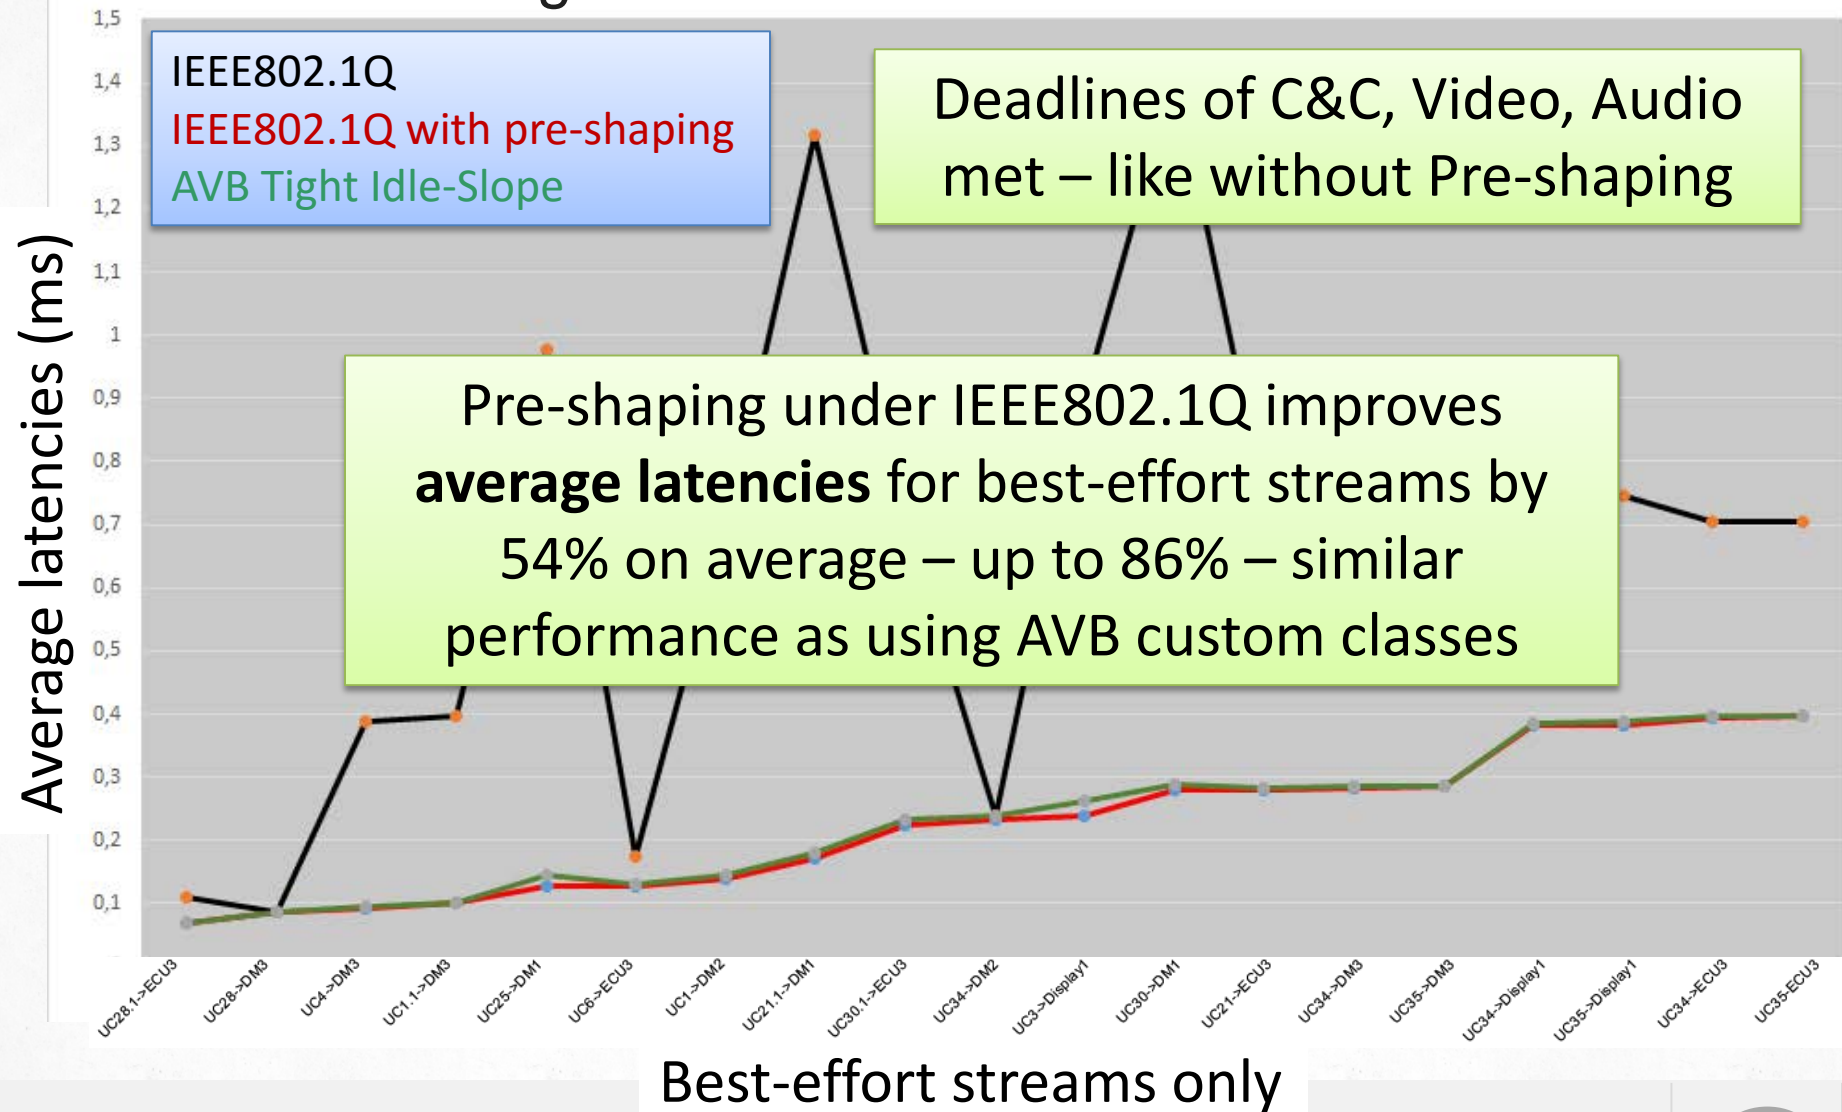 IEEE802.1Q
IEEE802.1Q with pre-shaping
AVB Tight Idle-Slope
Deadlines of C&C, Video, Audio
met – like without Pre-shaping
Pre-shaping under IEEE802.1Q improves
average latencies for best-effort streams by
54% on average – up to 86% – similar
performance as using AVB custom classes
Average latencies (ms)
1,5
1,4
1,3
1,2
1,1
1
0,9
0,8
0,7
0,6
0,5
0,4
0,3
0,2
0,1
UC28.1->ECU3
UC28->DM3
UC4->DM3
UC1.1->DM3
UC25->DM1
UC6->ECU3
UC1->DM2
UC21.1->DM1
UC30.1->ECU3
UC34->DM2
UC3->Display1
UC30->DM1
UC21->ECU3
UC34->DM3
UC35->DM3
UC34->Display1
UC35->Display1
UC34->ECU3
UC35-ECU3
Best-effort streams only